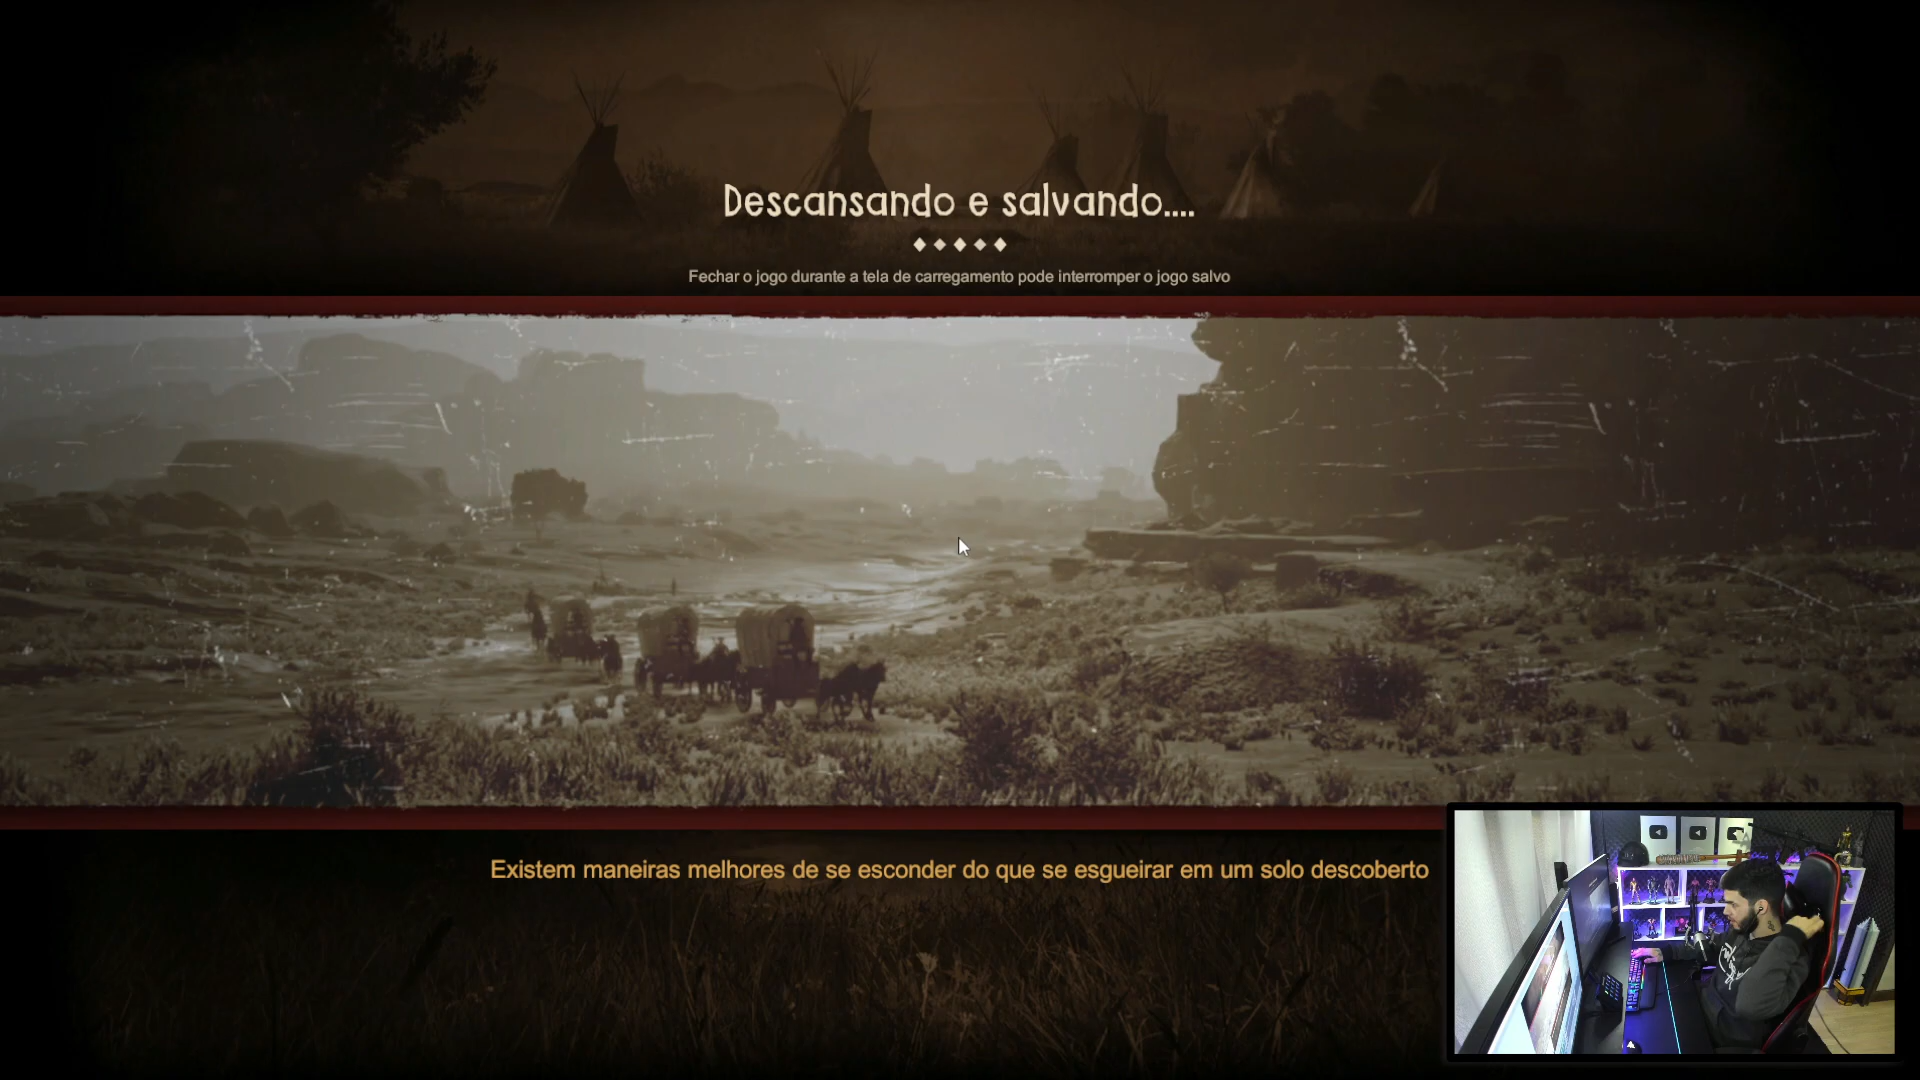 Descansando e salvando....
Fechar o jogo durante a tela de carregamento pode interromper o jogo salvo
Existem maneiras melhores de se esconder do que se esgueirar em um solo descoberto